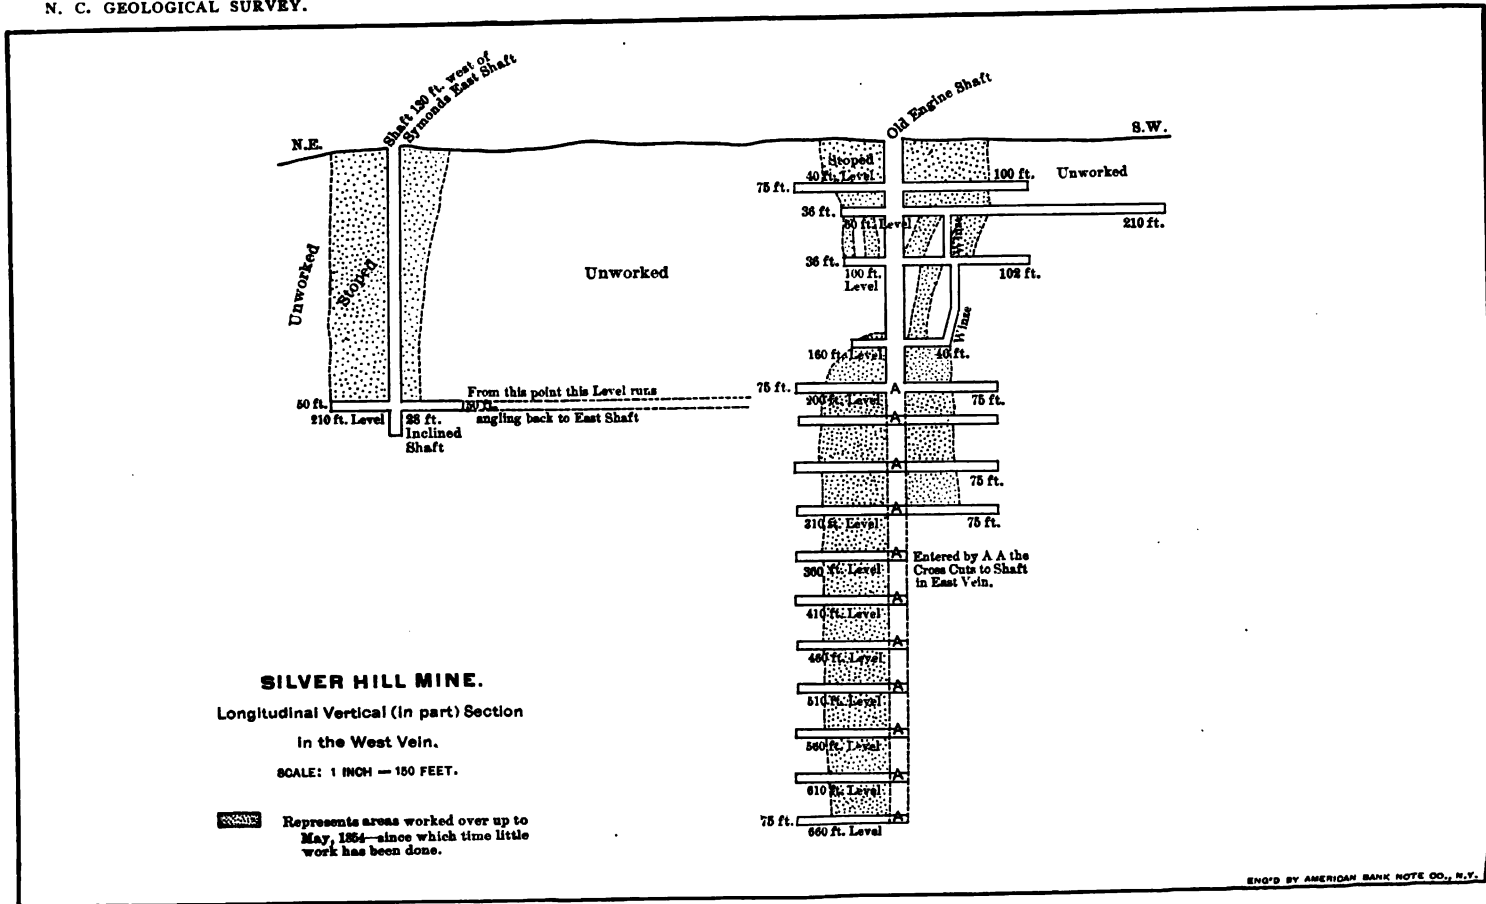 N. C. GEOLOGICAL SURVEY.
Shaft 130 ft. west of
Symonds East Shaft
Old Engine Shaft
N.E.
S.W.
Stoped
40 ft. Level
75 ft.
100 ft.
Unworked
36 ft.
80 ft. Level
210 ft.
Winze
Unworked
Stoped
Unworked
36 ft.
100 ft.
Level
102 ft.
Winze
160 ft. Level
40 ft.
50 ft.
210 ft. Level
28 ft.
Inclined
Shaft
From this point this Level runs
angling back to East Shaft
75 ft.
A
200 ft. Level
75 ft.
A
A
75 ft.
A
310 ft. Level
75 ft.
A
360 ft. Level
Entered by A A the
Cross Cuts to Shaft
in East Vein.
A
410 ft. Level
A
460 ft. Level
A
510 ft. Level
A
560 ft. Level
A
610 ft. Level
75 ft.
A
660 ft. Level
SILVER HILL MINE.
Longitudinal Vertical (in part) Section
in the West Vein.
SCALE: 1 INCH = 150 FEET.
Represents areas worked over up to
May, 1854—since which time little
work has been done.
ENG'D BY AMERICAN BANK NOTE CO., N.Y.